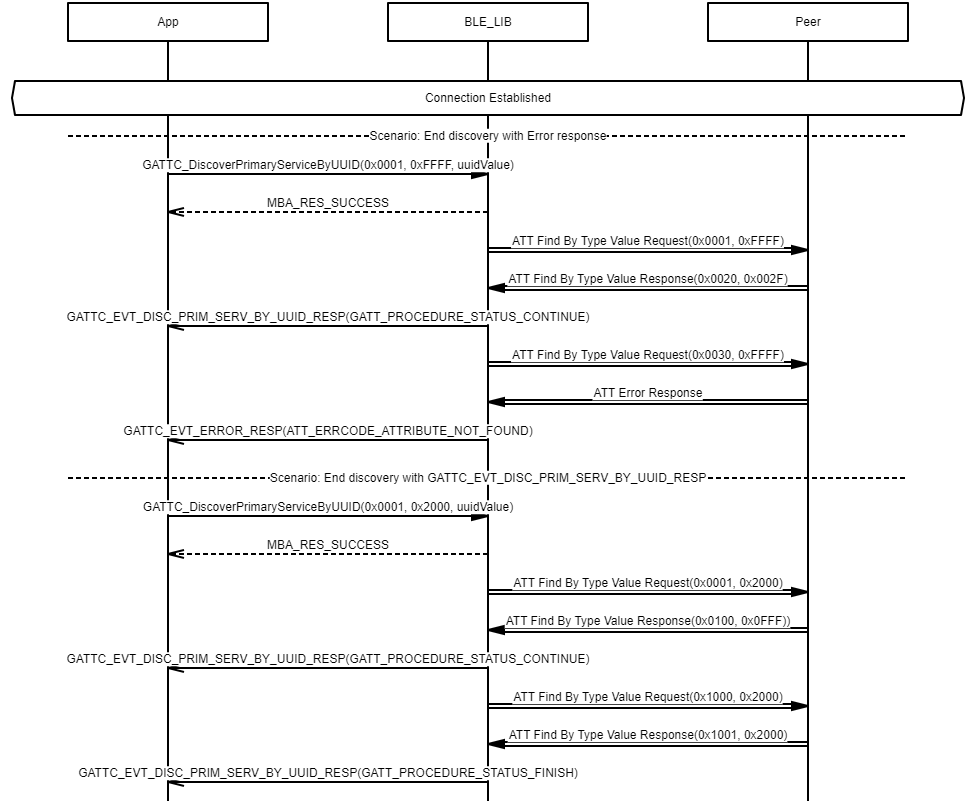 App
BLE_LIB
Peer
Connection Established
Scenario: End discovery with Error response
GATTC_DiscoverPrimaryServiceByUUID(0x0001, 0xFFFF, uuidValue)
MBA_RES_SUCCESS
ATT Find By Type Value Request(0x0001, 0xFFFF)
ATT Find By Type Value Response(0x0020, 0x002F)
GATTC_EVT_DISC_PRIM_SERV_BY_UUID_RESP(GATT_PROCEDURE_STATUS_CONTINUE)
ATT Find By Type Value Request(0x0030, 0xFFFF)
ATT Error Response
GATTC_EVT_ERROR_RESP(ATT_ERRCODE_ATTRIBUTE_NOT_FOUND)
Scenario: End discovery with GATTC_EVT_DISC_PRIM_SERV_BY_UUID_RESP
GATTC_DiscoverPrimaryServiceByUUID(0x0001, 0x2000, uuidValue)
MBA_RES_SUCCESS
ATT Find By Type Value Request(0x0001, 0x2000)
ATT Find By Type Value Response(0x0100, 0x0FFF))
GATTC_EVT_DISC_PRIM_SERV_BY_UUID_RESP(GATT_PROCEDURE_STATUS_CONTINUE)
ATT Find By Type Value Request(0x1000, 0x2000)
ATT Find By Type Value Response(0x1001, 0x2000)
GATTC_EVT_DISC_PRIM_SERV_BY_UUID_RESP(GATT_PROCEDURE_STATUS_FINISH)